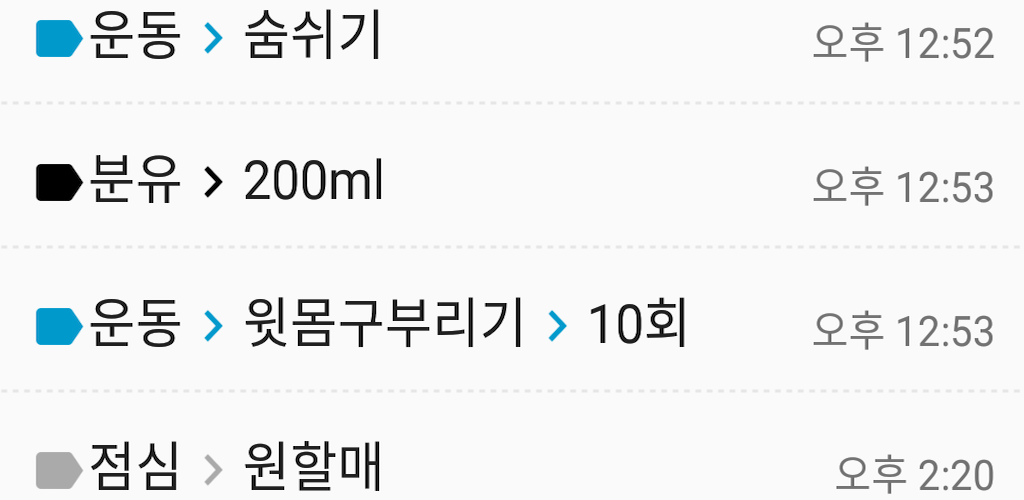 운동 > 숨쉬기 오후 12:52
분유 > 200ml 오후 12:53
운동 > 윗몸구부리기 > 10회 오후 12:53
점심 > 원할매 오후 2:20